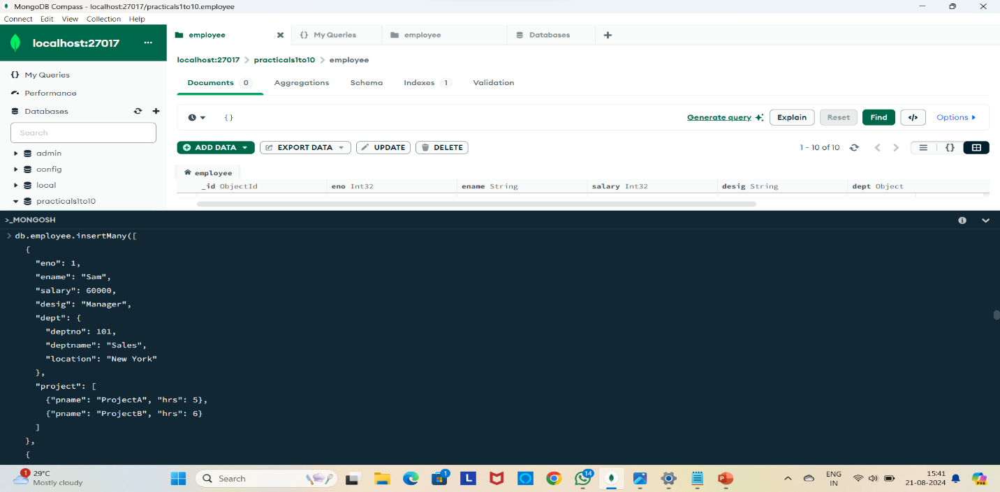 MongoDB Compass - localhost:27017/practicals1to10.employee
Connect Edit View Collection Help
localhost:27017 ...
employee
My Queries
employee
Databases
localhost:27017 > practicals1to10 > employee
My Queries
Performance
Databases
Search
admin
config
local
practicals1to10
Documents 0 Aggregations Schema Indexes 1 Validation
{}
Generate query Explain Reset Find </> Options
ADD DATA EXPORT DATA UPDATE DELETE
1 – 10 of 10
employee
_id ObjectId eno Int32 ename String salary Int32 desig String dept Object
>_MONGOSH
> db.employee.insertMany([
{
"eno": 1,
"ename": "Sam",
"salary": 60000,
"desig": "Manager",
"dept": {
"deptno": 101,
"deptname": "Sales",
"location": "New York"
},
"project": [
{"pname": "ProjectA", "hrs": 5},
{"pname": "ProjectB", "hrs": 6}
]
},
{
1
29°C
Mostly cloudy
Search
1
L
14
P
ENG
IN
15:41
21-08-2024
PRE